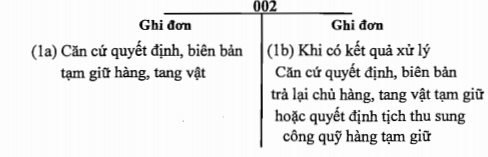 002
Ghi đơn
Ghi đơn
(1a) Căn cứ quyết định, biên bản
tạm giữ hàng, tang vật
(1b) Khi có kết quả xử lý
Căn cứ quyết định, biên bản
trả lại chủ hàng, tang vật tạm giữ
hoặc quyết định tịch thu sung
công quỹ hàng tạm giữ